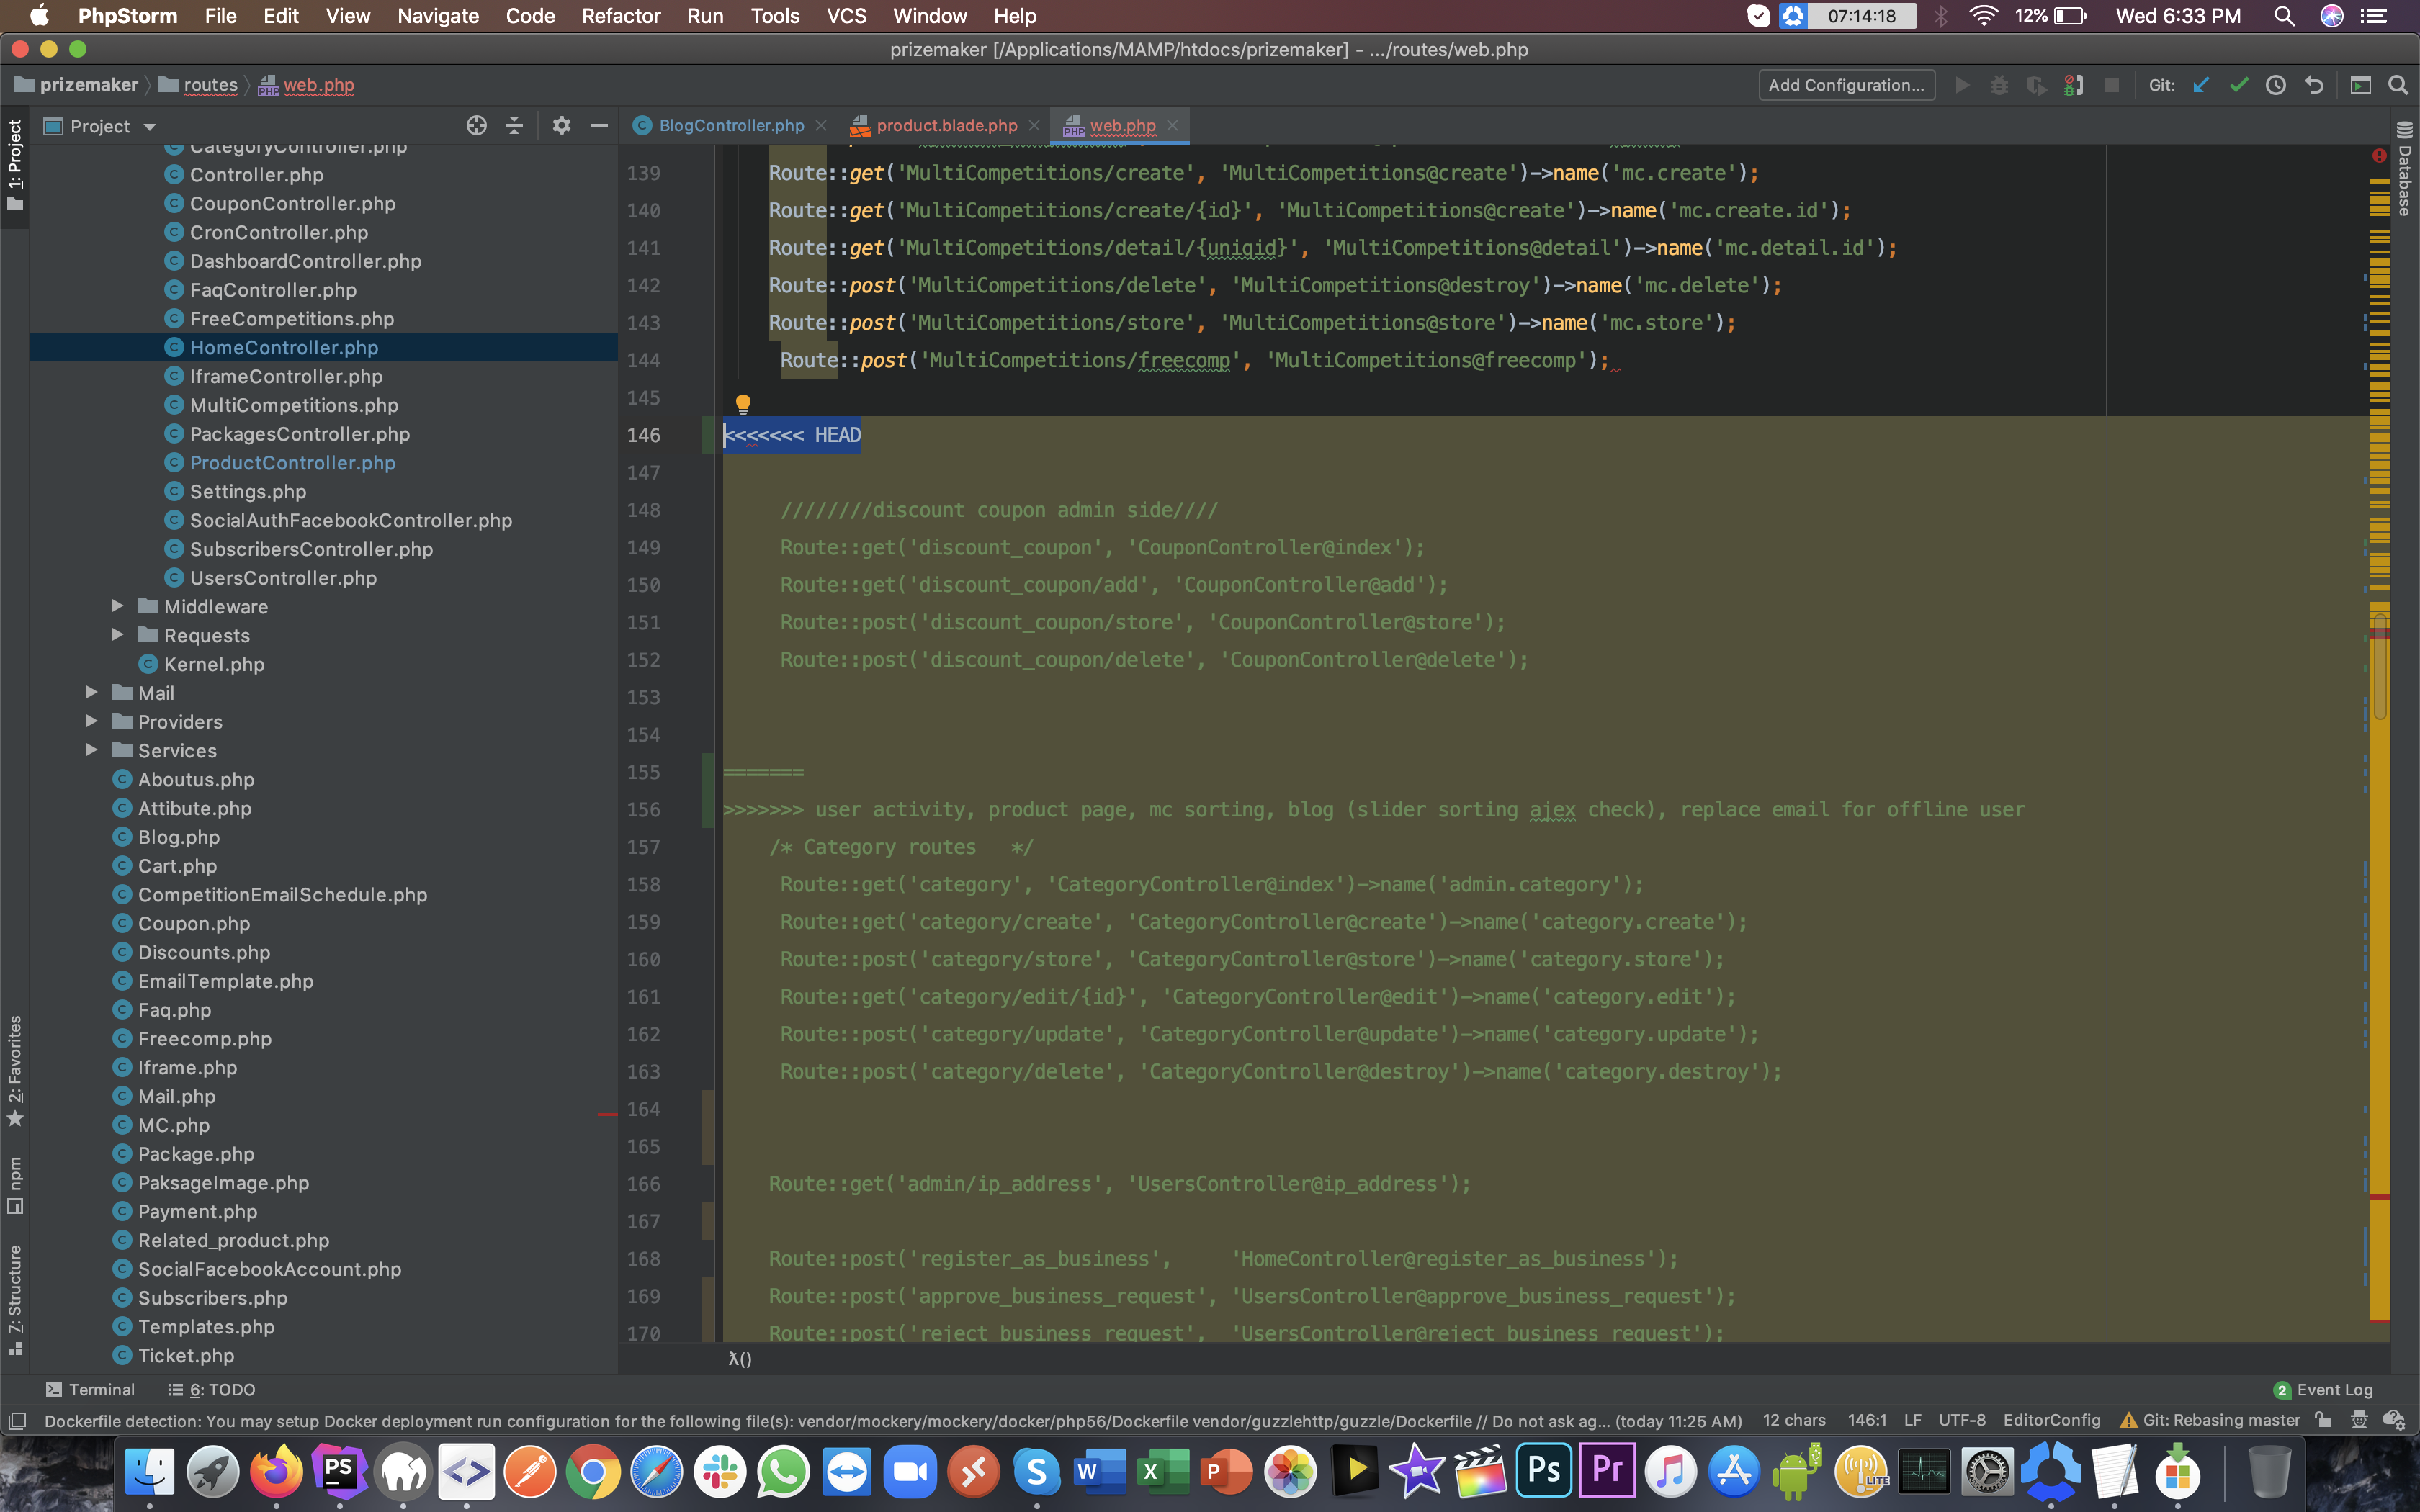 PhpStorm File Edit View Navigate Code Refactor Run Tools VCS Window Help 07:14:18 12% Wed 6:33 PM
prizemaker [/Applications/MAMP/htdocs/prizemaker] - .../routes/web.php
prizemaker routes web.php Add Configuration... Git:
Project BlogController.php product.blade.php web.php
1: Project
2: Favorites
npm
7: Structure
Database
CategoryController.php
Controller.php
CouponController.php
CronController.php
DashboardController.php
FaqController.php
FreeCompetitions.php
HomeController.php
IframeController.php
MultiCompetitions.php
PackagesController.php
ProductController.php
Settings.php
SocialAuthFacebookController.php
SubscribersController.php
UsersController.php
Middleware
Requests
Kernel.php
Mail
Providers
Services
Aboutus.php
Attibute.php
Blog.php
Cart.php
CompetitionEmailSchedule.php
Coupon.php
Discounts.php
EmailTemplate.php
Faq.php
Freecomp.php
Iframe.php
Mail.php
MC.php
Package.php
PaksageImage.php
Payment.php
Related_product.php
SocialFacebookAccount.php
Subscribers.php
Templates.php
Ticket.php
139 Route::get('MultiCompetitions/create', 'MultiCompetitions@create')->name('mc.create');
140 Route::get('MultiCompetitions/create/{id}', 'MultiCompetitions@create')->name('mc.create.id');
141 Route::get('MultiCompetitions/detail/{uniqid}', 'MultiCompetitions@detail')->name('mc.detail.id');
142 Route::post('MultiCompetitions/delete', 'MultiCompetitions@destroy')->name('mc.delete');
143 Route::post('MultiCompetitions/store', 'MultiCompetitions@store')->name('mc.store');
144 Route::post('MultiCompetitions/freecomp', 'MultiCompetitions@freecomp');
145
146 <<<<<<< HEAD
147
148 ////////discount coupon admin side////
149 Route::get('discount_coupon', 'CouponController@index');
150 Route::get('discount_coupon/add', 'CouponController@add');
151 Route::post('discount_coupon/store', 'CouponController@store');
152 Route::post('discount_coupon/delete', 'CouponController@delete');
153
154
155 =======
156 >>>>>>> user activity, product page, mc sorting, blog (slider sorting ajex check), replace email for offline user
157 /* Category routes   */
158 Route::get('category', 'CategoryController@index')->name('admin.category');
159 Route::get('category/create', 'CategoryController@create')->name('category.create');
160 Route::post('category/store', 'CategoryController@store')->name('category.store');
161 Route::get('category/edit/{id}', 'CategoryController@edit')->name('category.edit');
162 Route::post('category/update', 'CategoryController@update')->name('category.update');
163 Route::post('category/delete', 'CategoryController@destroy')->name('category.destroy');
164
165
166 Route::get('admin/ip_address', 'UsersController@ip_address');
167
168 Route::post('register_as_business',     'HomeController@register_as_business');
169 Route::post('approve_business_request', 'UsersController@approve_business_request');
170 Route::post('reject_business_request',  'UsersController@reject_business_request');
λ()
Terminal 6: TODO 2 Event Log
Dockerfile detection: You may setup Docker deployment run configuration for the following file(s): vendor/mockery/mockery/docker/php56/Dockerfile vendor/guzzlehttp/guzzle/Dockerfile // Do not ask ag... (today 11:25 AM) 12 chars 146:1 LF UTF-8 EditorConfig Git: Rebasing master
PS S W X P Ps Pr LITE